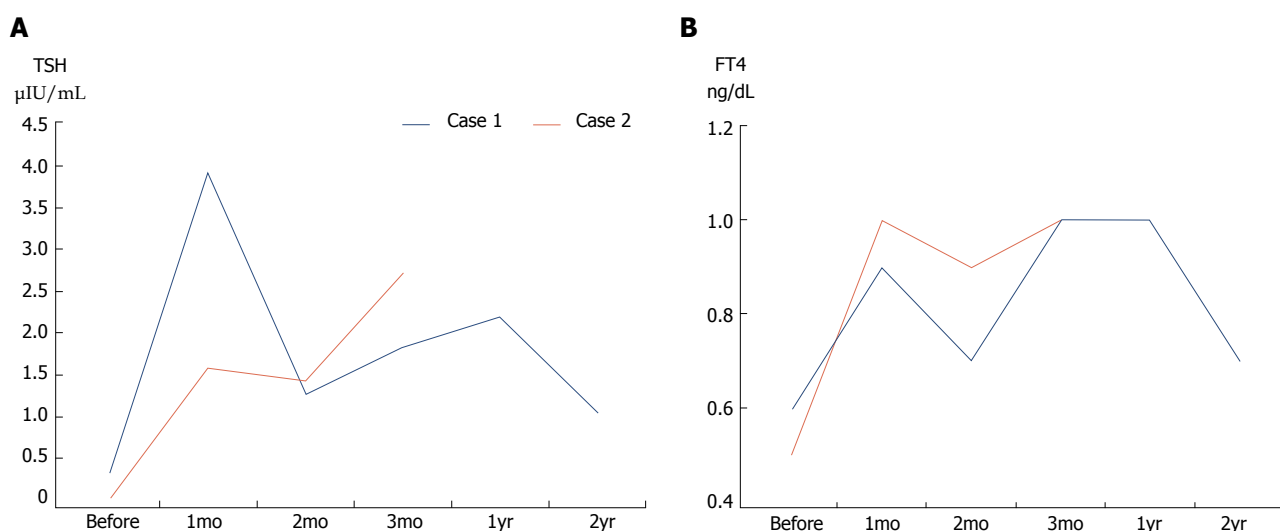 A
TSH
µIU/mL
Case 1 Case 2
4.5
4.0
3.5
3.0
2.5
2.0
1.5
1.0
0.5
0
Before 1mo 2mo 3mo 1yr 2yr
B
FT4
ng/dL
1.2
1.0
0.8
0.6
0.4
Before 1mo 2mo 3mo 1yr 2yr